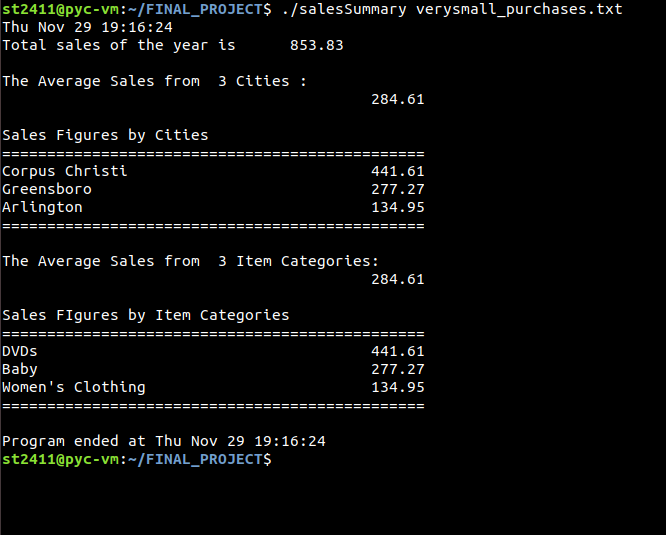 st2411@pyc-vm:~/FINAL_PROJECT$ ./salesSummary verysmall_purchases.txt
Thu Nov 29 19:16:24
Total sales of the year is      853.83
The Average Sales from  3 Cities :
                                         284.61
Sales Figures by Cities
===============================================
Corpus Christi                           441.61
Greensboro                               277.27
Arlington                                134.95
===============================================
The Average Sales from  3 Item Categories:
                                         284.61
Sales FIgures by Item Categories
===============================================
DVDs                                     441.61
Baby                                     277.27
Women's Clothing                         134.95
===============================================
Program ended at Thu Nov 29 19:16:24
st2411@pyc-vm:~/FINAL_PROJECT$